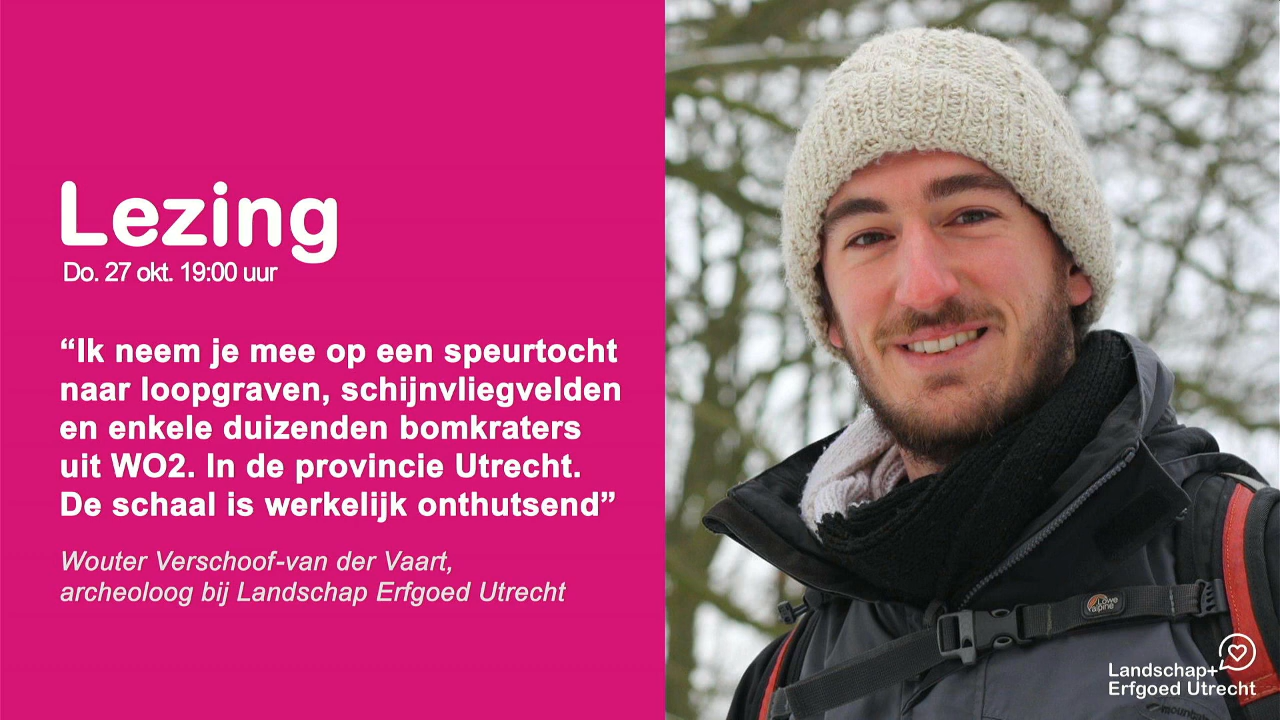 Lezing
Do. 27 okt. 19:00 uur
“Ik neem je mee op een speurtocht
naar loopgraven, schijnvliegvelden
en enkele duizenden bomkraters
uit WO2. In de provincie Utrecht.
De schaal is werkelijk onthutsend”
Wouter Verschoof-van der Vaart,
archeoloog bij Landschap Erfgoed Utrecht
Lowe
alpine
Landschap+
Erfgoed Utrecht